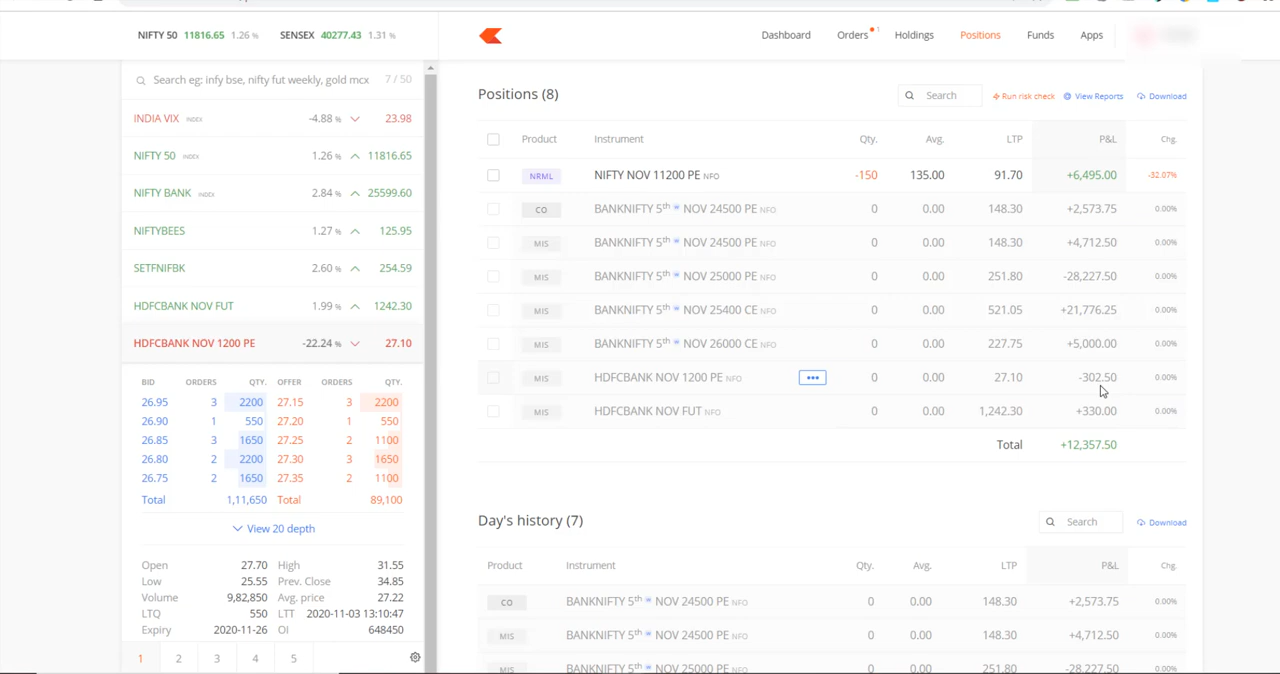 NIFTY 50 11816.65 1.26 % SENSEX 40277.43 1.31 %
Dashboard Orders 1 Holdings Positions Funds Apps
Search eg: infy bse, nifty fut weekly, gold mcx 7 / 50
INDIA VIX INDEX -4.88 % 23.98
NIFTY 50 INDEX 1.26 % 11816.65
NIFTY BANK INDEX 2.84 % 25599.60
NIFTYBEES 1.27 % 125.95
SETFNIFBK 2.60 % 254.59
HDFCBANK NOV FUT 1.99 % 1242.30
HDFCBANK NOV 1200 PE -22.24 % 27.10
BID ORDERS QTY. OFFER ORDERS QTY.
26.95 3 2200 27.15 3 2200
26.90 1 550 27.20 1 550
26.85 3 1650 27.25 2 1100
26.80 2 2200 27.30 3 1650
26.75 2 1650 27.35 2 1100
Total 1,11,650 Total 89,100
View 20 depth
Open 27.70 High 31.55
Low 25.55 Prev. Close 34.85
Volume 9,82,850 Avg. price 27.22
LTQ 550 LTT 2020-11-03 13:10:47
Expiry 2020-11-26 OI 648450
1 2 3 4 5
Positions (8) Search Run risk check View Reports Download
Product Instrument Qty. Avg. LTP P&L Chg.
NRML NIFTY NOV 11200 PE NFO -150 135.00 91.70 +6,495.00 -32.07%
CO BANKNIFTY 5th w NOV 24500 PE NFO 0 0.00 148.30 +2,573.75 0.00%
MIS BANKNIFTY 5th w NOV 24500 PE NFO 0 0.00 148.30 +4,712.50 0.00%
MIS BANKNIFTY 5th w NOV 25000 PE NFO 0 0.00 251.80 -28,227.50 0.00%
MIS BANKNIFTY 5th w NOV 25400 CE NFO 0 0.00 521.05 +21,776.25 0.00%
MIS BANKNIFTY 5th w NOV 26000 CE NFO 0 0.00 227.75 +5,000.00 0.00%
MIS HDFCBANK NOV 1200 PE NFO 0 0.00 27.10 -302.50 0.00%
MIS HDFCBANK NOV FUT NFO 0 0.00 1,242.30 +330.00 0.00%
Total +12,357.50
Day's history (7) Search Download
Product Instrument Qty. Avg. LTP P&L Chg.
CO BANKNIFTY 5th w NOV 24500 PE NFO 0 0.00 148.30 +2,573.75 0.00%
MIS BANKNIFTY 5th w NOV 24500 PE NFO 0 0.00 148.30 +4,712.50 0.00%
MIS BANKNIFTY 5th w NOV 25000 PE NFO 0 0.00 251.80 -28,227.50 0.00%